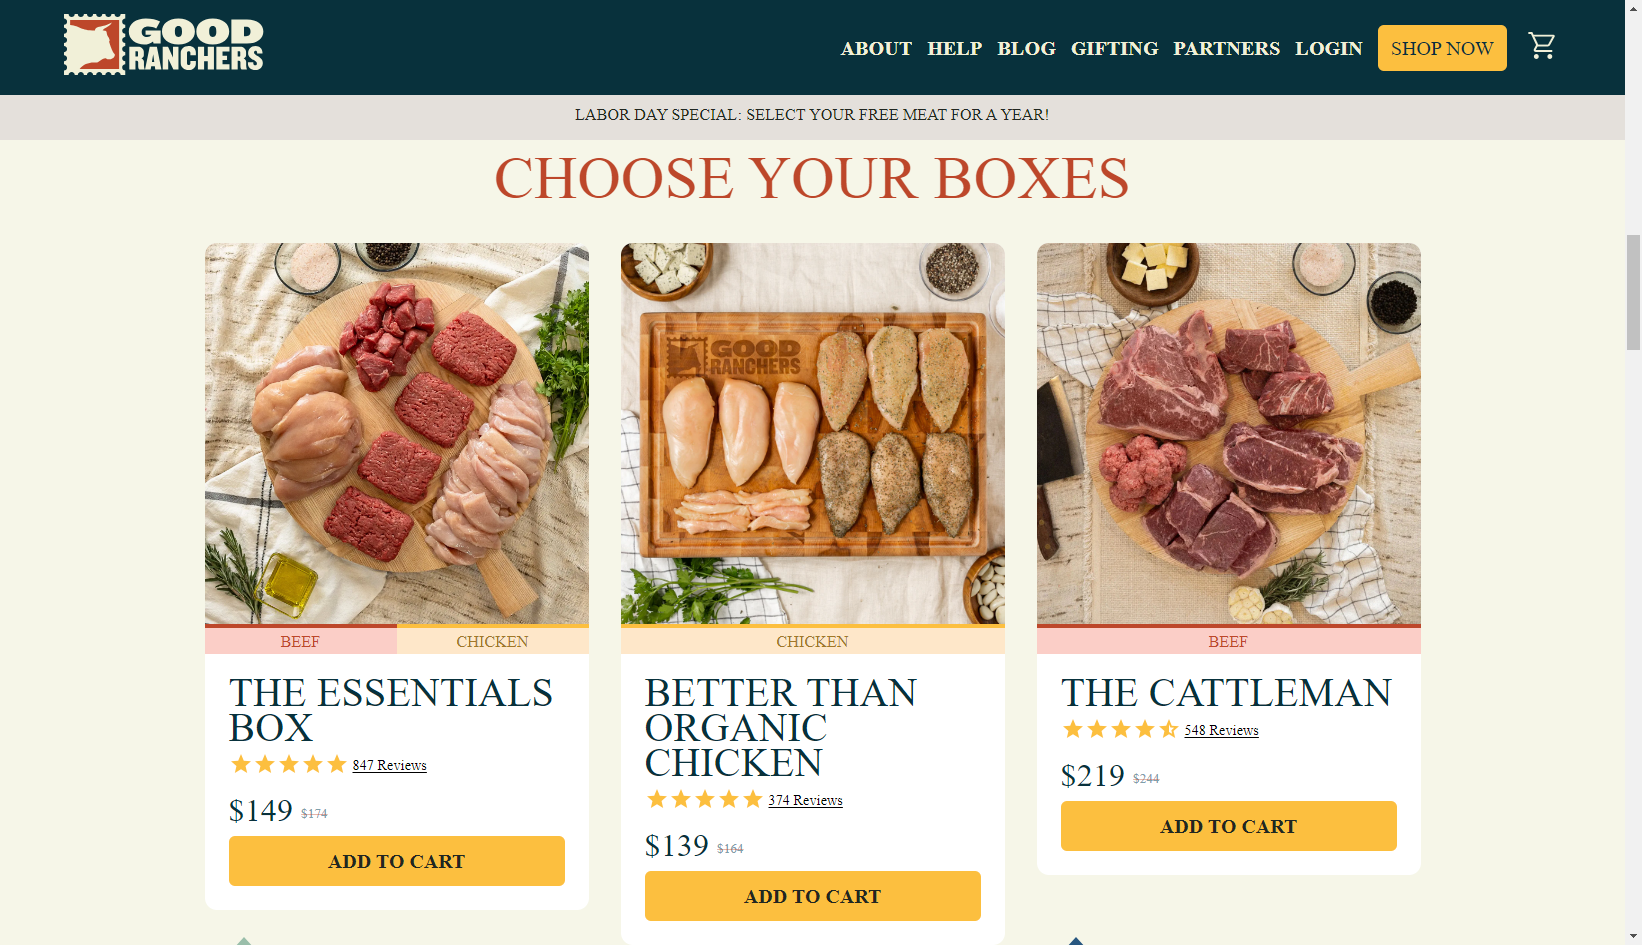 GOOD
RANCHERS
ABOUT HELP BLOG GIFTING PARTNERS LOGIN SHOP NOW
LABOR DAY SPECIAL: SELECT YOUR FREE MEAT FOR A YEAR!
CHOOSE YOUR BOXES
BEEF CHICKEN
THE ESSENTIALS
BOX
847 Reviews
$149 $174
ADD TO CART
GOOD
RANCHERS
CHICKEN
BETTER THAN
ORGANIC
CHICKEN
374 Reviews
$139 $164
ADD TO CART
BEEF
THE CATTLEMAN
548 Reviews
$219 $244
ADD TO CART